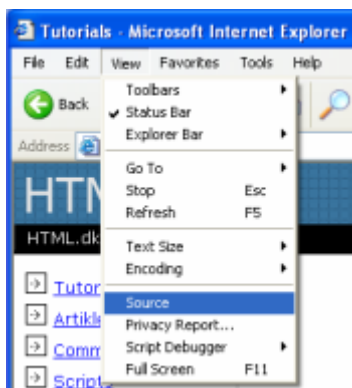 Tutorials - Microsoft Internet Explorer
File Edit View Favorites Tools Help
Back
Address
Toolbars
Status Bar
Explorer Bar
Go To
Stop Esc
Refresh F5
Text Size
Encoding
Source
Privacy Report...
Script Debugger
Full Screen F11
HTM
HTML.dk
Tutor
Artikl
Comm
Scripts